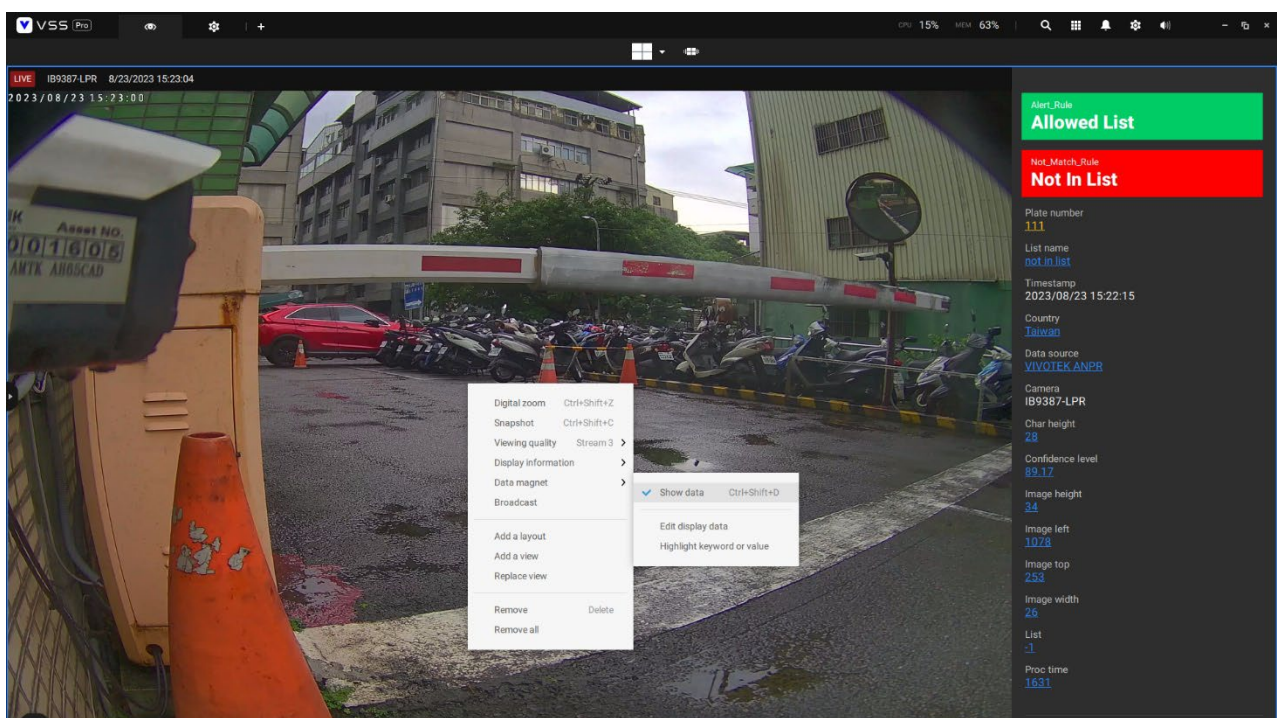 VSS Pro
+
CPU 15% MEM 63%
LIVE IB9387-LPR 8/23/2023 15:23:04
2023/08/23 15:23:00
Asset No.
001605
AMTK AH65CAD
Digital zoom Ctrl+Shift+Z
Snapshot Ctrl+Shift+C
Viewing quality Stream 3
Display information
Data magnet
Broadcast
Add a layout
Add a view
Replace view
Remove Delete
Remove all
Show data Ctrl+Shift+D
Edit display data
Highlight keyword or value
Alert_Rule
Allowed List
Not_Match_Rule
Not In List
Plate number
111
List name
not in list
Timestamp
2023/08/23 15:22:15
Country
Taiwan
Data source
VIVOTEK ANPR
Camera
IB9387-LPR
Char height
28
Confidence level
89.17
Image height
34
Image left
1078
Image top
253
Image width
26
List
-1
Proc time
1631